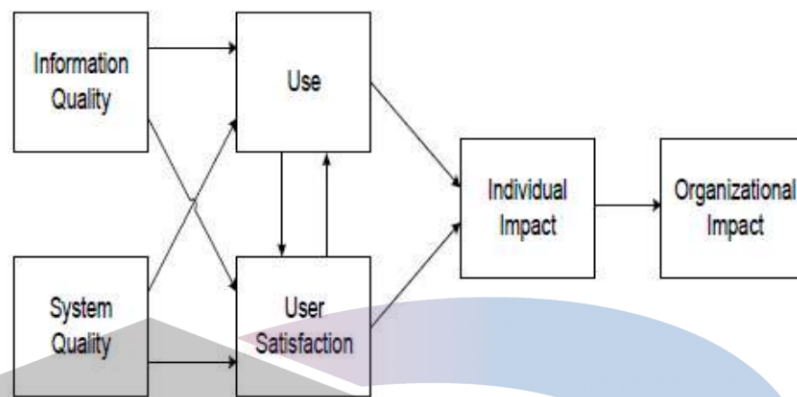 Information
Quality
Use
Individual
Impact
Organizational
Impact
System
Quality
User
Satisfaction